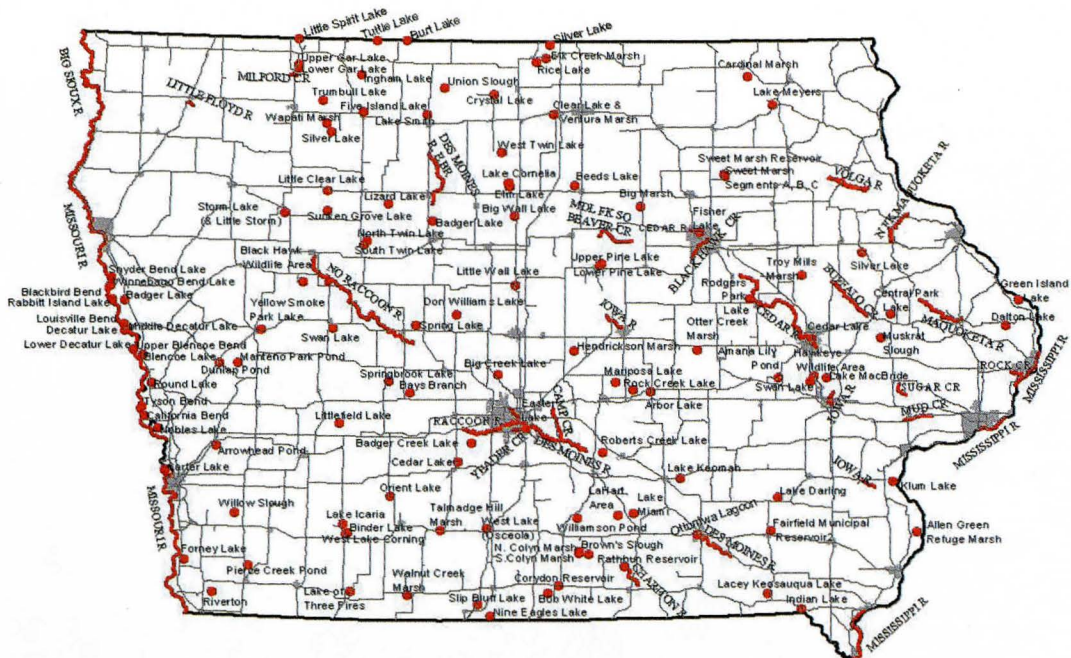 Little Spirit Lake
Tuttle Lake
Burt Lake
Silver Lake
Upper Gar Lake
Lower Gar Lake
Elk Creek Marsh
Rice Lake
MILFORD CR
Ingham Lake
Union Slough
Cardinal Marsh
BIG SIOUX R
LITTLE FLOYD R
Trumbull Lake
Crystal Lake
Lake Meyers
Five Island Lake
Clear Lake &
Ventura Marsh
Wapati Marsh
Lake Smith
Silver Lake
DES MOINES
R, E BR
West Twin Lake
Sweet Marsh Reservoir
Sweet Marsh
Segments A, B, C
VOLGA R
N FK MAQUOKETA R
Little Clear Lake
Lake Cornelia
Elm Lake
Beeds Lake
Storm Lake
(& Little Storm)
Lizard Lake
Big Wall Lake
Big Marsh
MDL FK SO
BEAVER CR
Sunken Grove Lake
Badger Lake
Fisher
Lake
CEDAR R
BLACKHAWK CR
MISSOURI R
North Twin Lake
South Twin Lake
Black Hawk
Wildlife Area
Little Wall Lake
Upper Pine Lake
Lower Pine Lake
Troy Mills
Marsh
Silver Lake
Snyder Bend Lake
Winnebago Bend Lake
Blackbird Bend
Badger Lake
Rabbit Island Lake
NO RACCOON R
Yellow Smoke
Park Lake
Don Williams Lake
Rodgers
Park
Lake
BUFFALO CR
Central Park
Lake
Green Island
Lake
Louisville Bend
Decatur Lake
Middle Decatur Lake
Swan Lake
Spring Lake
IOWA R
Otter Creek
Marsh
CEDAR R
Cedar Lake
MAQUOKETA R
Dalton Lake
Lower Decatur Lake
Upper Blencoe Bend
Blencoe Lake
Manteno Park Pond
Dunlap Pond
Hendrickson Marsh
Amana Lily
Pond
Hawkeye
Wildlife Area
Muskrat
Slough
Big Creek Lake
Springbrook Lake
Bays Branch
Mariposa Lake
Rock Creek Lake
Swan Lake
Lake MacBride
ROCK CR
MISSISSIPPI R
Round Lake
Arbor Lake
SUGAR CR
Tyson Bend
California Bend
Littlefield Lake
Easter
Lake
CAMP CR
IOWA R
MUD CR
Nobles Lake
RACCOON R
Arrowhead Pond
Badger Creek Lake
YEADER CR
DES MOINES R
Roberts Creek Lake
MISSISSIPPI R
Carter Lake
Cedar Lake
Lake Keomah
IOWA R
Klum Lake
MISSOURI R
Willow Slough
Orient Lake
Talmadge Hill
Marsh
LaHart
Area
Lake
Miami
Lake Darling
Lake Icaria
Binder Lake
West Lake Corning
West Lake
(Osceola)
Williamson Pond
Ottumwa Lagoon
Fairfield Municipal
Reservoir2
Allen Green
Refuge Marsh
N. Colyn Marsh
S.Colyn Marsh
Brown's Slough
Rathbun Reservoir
DES MOINES R
Forney Lake
Pierce Creek Pond
Walnut Creek
Marsh
Corydon Reservoir
CHARITON R
Lacey Keosauqua Lake
Riverton
Lake of
Three Fires
Slip Bluff Lake
Bob White Lake
Indian Lake
Nine Eagles Lake
MISSISSIPPI R